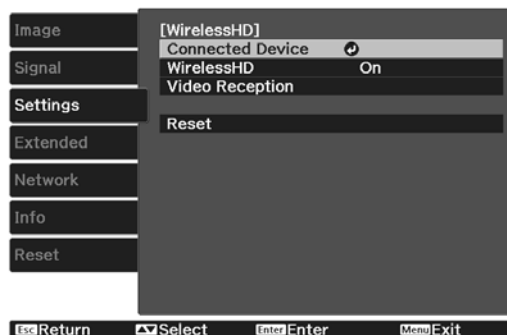 Image
Signal
Settings
Extended
Network
Info
Reset
[WirelessHD]
Connected Device
WirelessHD On
Video Reception
Reset
Esc Return Select Enter Enter Menu Exit